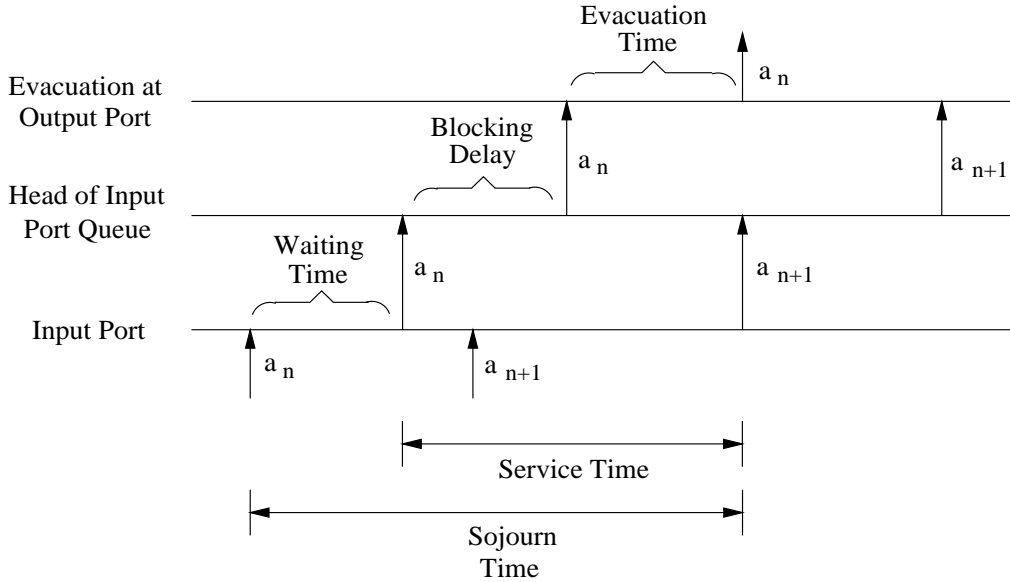 Evacuation
Time
a n
Evacuation at
Output Port
Blocking
Delay
a n
a n+1
Head of Input
Port Queue
Waiting
Time
a n
a n+1
Input Port
a n
a n+1
Service Time
Sojourn
Time